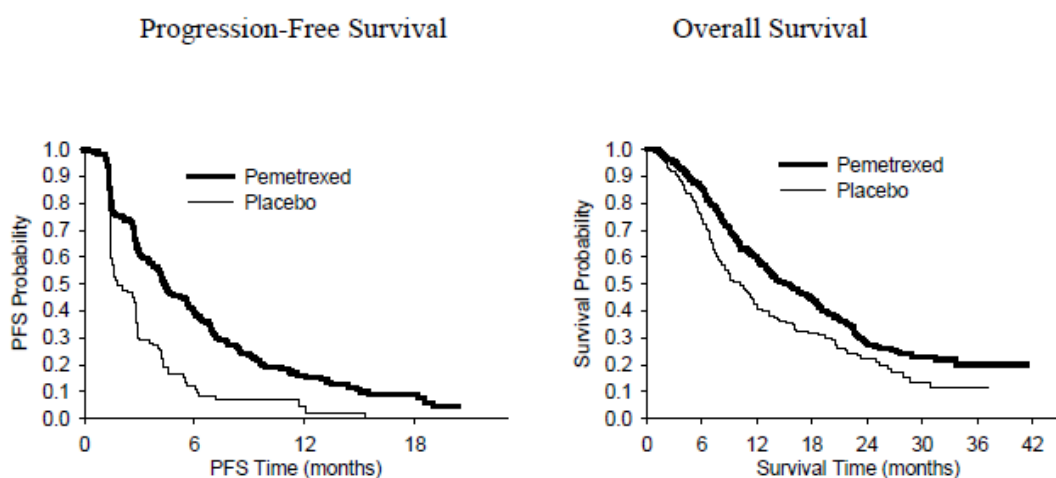 Progression-Free Survival
Overall Survival
1.0
0.9
0.8
0.7
0.6
0.5
0.4
0.3
0.2
0.1
0.0
PFS Probability
Pemetrexed
Placebo
0 6 12 18
PFS Time (months)
1.0
0.9
0.8
0.7
0.6
0.5
0.4
0.3
0.2
0.1
0.0
Survival Probability
Pemetrexed
Placebo
0 6 12 18 24 30 36 42
Survival Time (months)